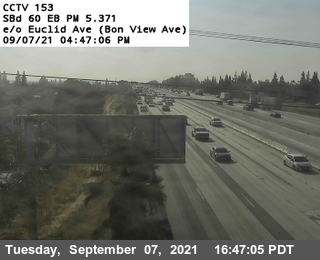 CCTV 153
SBd 60 EB PM 5.371
e/o Euclid Ave (Bon View Ave)
09/07/21 04:47:06 PM
Tuesday, September 07, 2021 16:47:05 PDT